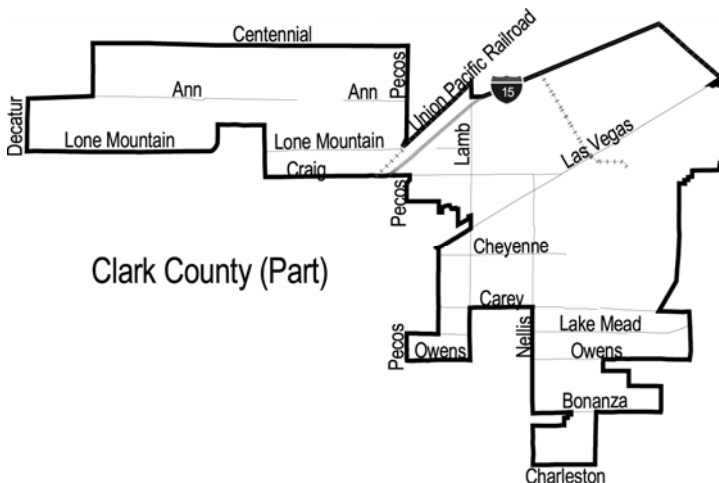 Centennial
Pecos
Union Pacific Railroad
15
Ann
Ann
Decatur
Lone Mountain
Lone Mountain
Lamb
Las Vegas
Craig
Pecos
Cheyenne
Clark County (Part)
Carey
Nellis
Lake Mead
Pecos
Owens
Owens
Bonanza
Charleston